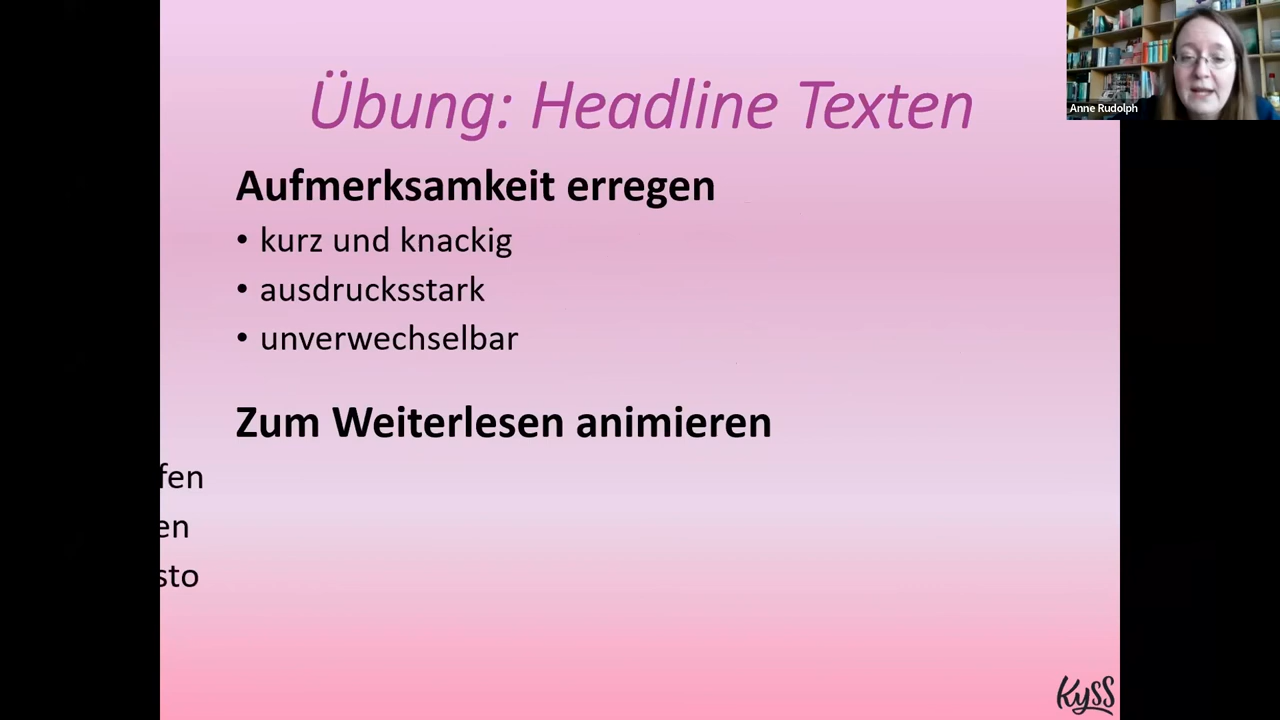 Übung: Headline Texten
Anne Rudolph
Aufmerksamkeit erregen
• kurz und knackig
• ausdrucksstark
• unverwechselbar
Zum Weiterlesen animieren
fen
en
sto
Kyss